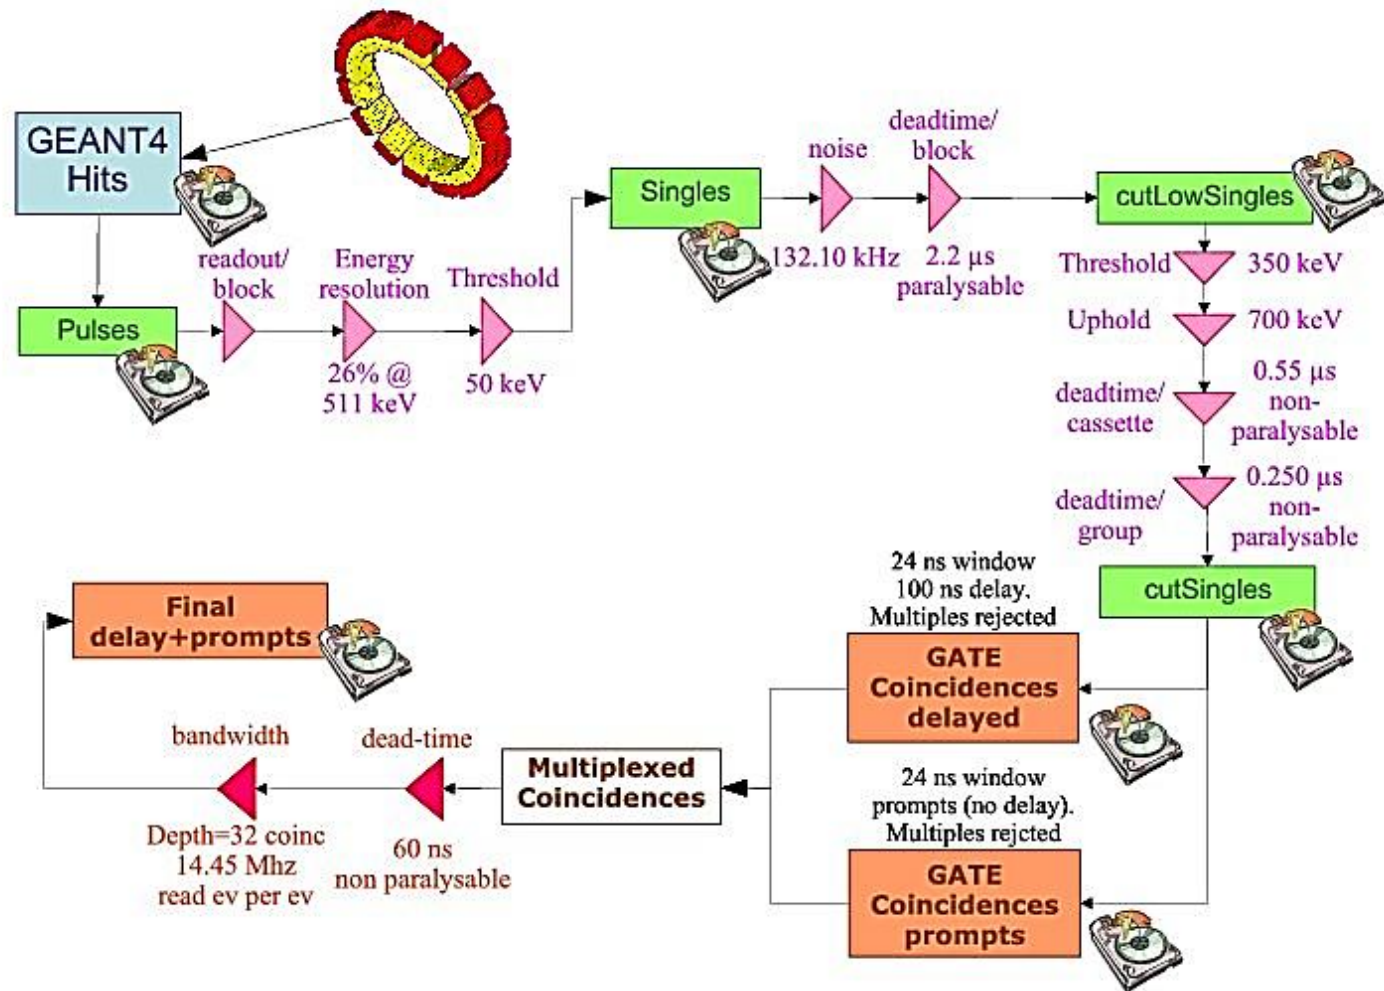 GEANT4
Hits
Pulses
readout/
block
Energy
resolution
26% @
511 keV
Threshold
50 keV
Singles
noise
132.10 kHz
deadtime/
block
2.2 µs
paralysable
cutLowSingles
Threshold
350 keV
Uphold
700 keV
deadtime/
cassette
0.55 µs
non-
paralysable
deadtime/
group
0.250 µs
non-
paralysable
cutSingles
24 ns window
100 ns delay.
Multiples rejected
GATE
Coincidences
delayed
24 ns window
prompts (no delay).
Multiples rejcted
GATE
Coincidences
prompts
Multiplexed
Coincidences
dead-time
60 ns
non paralysable
bandwidth
Depth=32 coinc
14.45 Mhz
read ev per ev
Final
delay+prompts